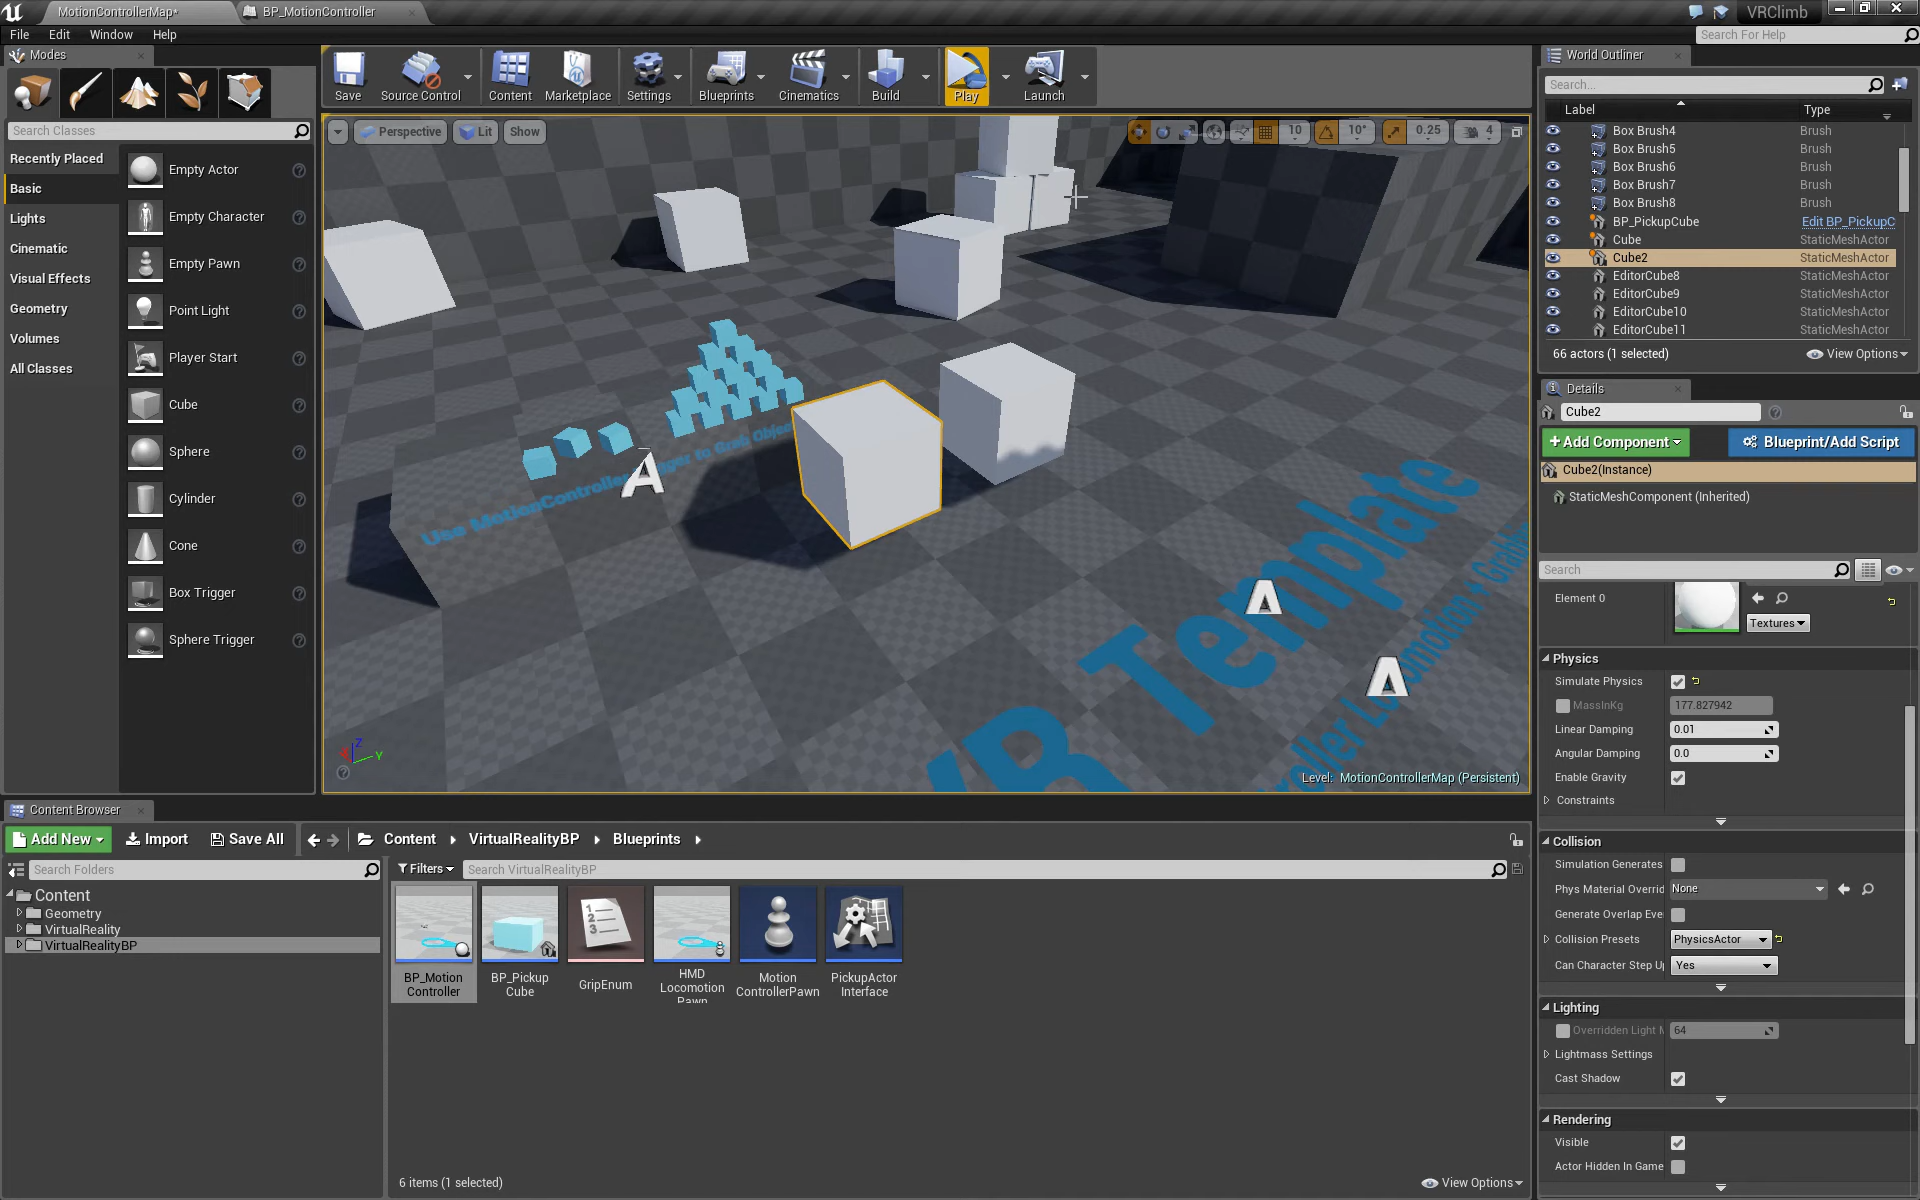 MotionControllerMap*
BP_MotionController
VRClimb
File Edit Window Help
Search For Help
Modes
Search Classes
Recently Placed
Basic
Lights
Cinematic
Visual Effects
Geometry
Volumes
All Classes
Empty Actor
Empty Character
Empty Pawn
Point Light
Player Start
Cube
Sphere
Cylinder
Cone
Box Trigger
Sphere Trigger
Save
Source Control
Content
Marketplace
Settings
Blueprints
Cinematics
Build
Play
Launch
Perspective
Lit
Show
10
10°
0.25
4
Use MotionController Trigger to Grab Objec
Template
Level: MotionControllerMap (Persistent)
World Outliner
Search...
Label Type
Box Brush4 Brush
Box Brush5 Brush
Box Brush6 Brush
Box Brush7 Brush
Box Brush8 Brush
BP_PickupCube Edit BP_PickupC
Cube StaticMeshActor
Cube2 StaticMeshActor
EditorCube8 StaticMeshActor
EditorCube9 StaticMeshActor
EditorCube10 StaticMeshActor
EditorCube11 StaticMeshActor
66 actors (1 selected)
View Options
Details
Cube2
+Add Component
Blueprint/Add Script
Cube2(Instance)
StaticMeshComponent (Inherited)
Search
Element 0
Textures
Physics
Simulate Physics
MassInKg 177.827942
Linear Damping 0.01
Angular Damping 0.0
Enable Gravity
Constraints
Collision
Simulation Generates
Phys Material Overrid None
Generate Overlap Eve
Collision Presets PhysicsActor
Can Character Step U Yes
Lighting
Overridden Light M 64
Lightmass Settings
Cast Shadow
Rendering
Visible
Actor Hidden In Game
Content Browser
Add New
Import
Save All
Content
VirtualRealityBP
Blueprints
Search Folders
Filters
Search VirtualRealityBP
Content
Geometry
VirtualReality
VirtualRealityBP
BP_Motion
Controller
BP_Pickup
Cube
GripEnum
HMD
Locomotion
Pawn
Motion
ControllerPawn
PickupActor
Interface
6 items (1 selected)
View Options